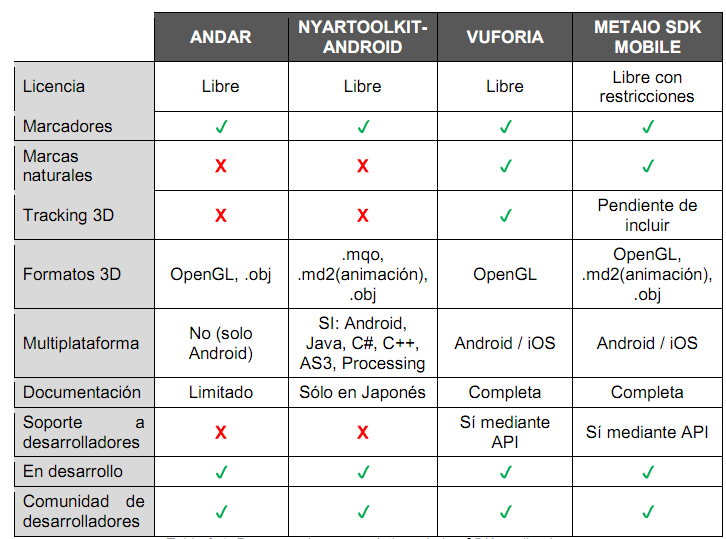 ANDAR
NYARTOOLKIT-
ANDROID
VUFORIA
METAIO SDK
MOBILE
Licencia
Libre
Libre
Libre
Libre con
restricciones
Marcadores
✓
✓
✓
✓
Marcas
naturales
X
X
✓
✓
Tracking 3D
X
X
✓
Pendiente de
incluir
Formatos 3D
OpenGL, .obj
.mqo,
.md2(animación),
.obj
OpenGL
OpenGL,
.md2(animación),
.obj
Multiplataforma
No (solo
Android)
SI: Android,
Java, C#, C++,
AS3, Processing
Android / iOS
Android / iOS
Documentación
Limitado
Sólo en Japonés
Completa
Completa
Soporte a
desarrolladores
X
X
Sí mediante
API
Sí mediante API
En desarrollo
✓
✓
✓
✓
Comunidad de
desarrolladores
✓
✓
✓
✓